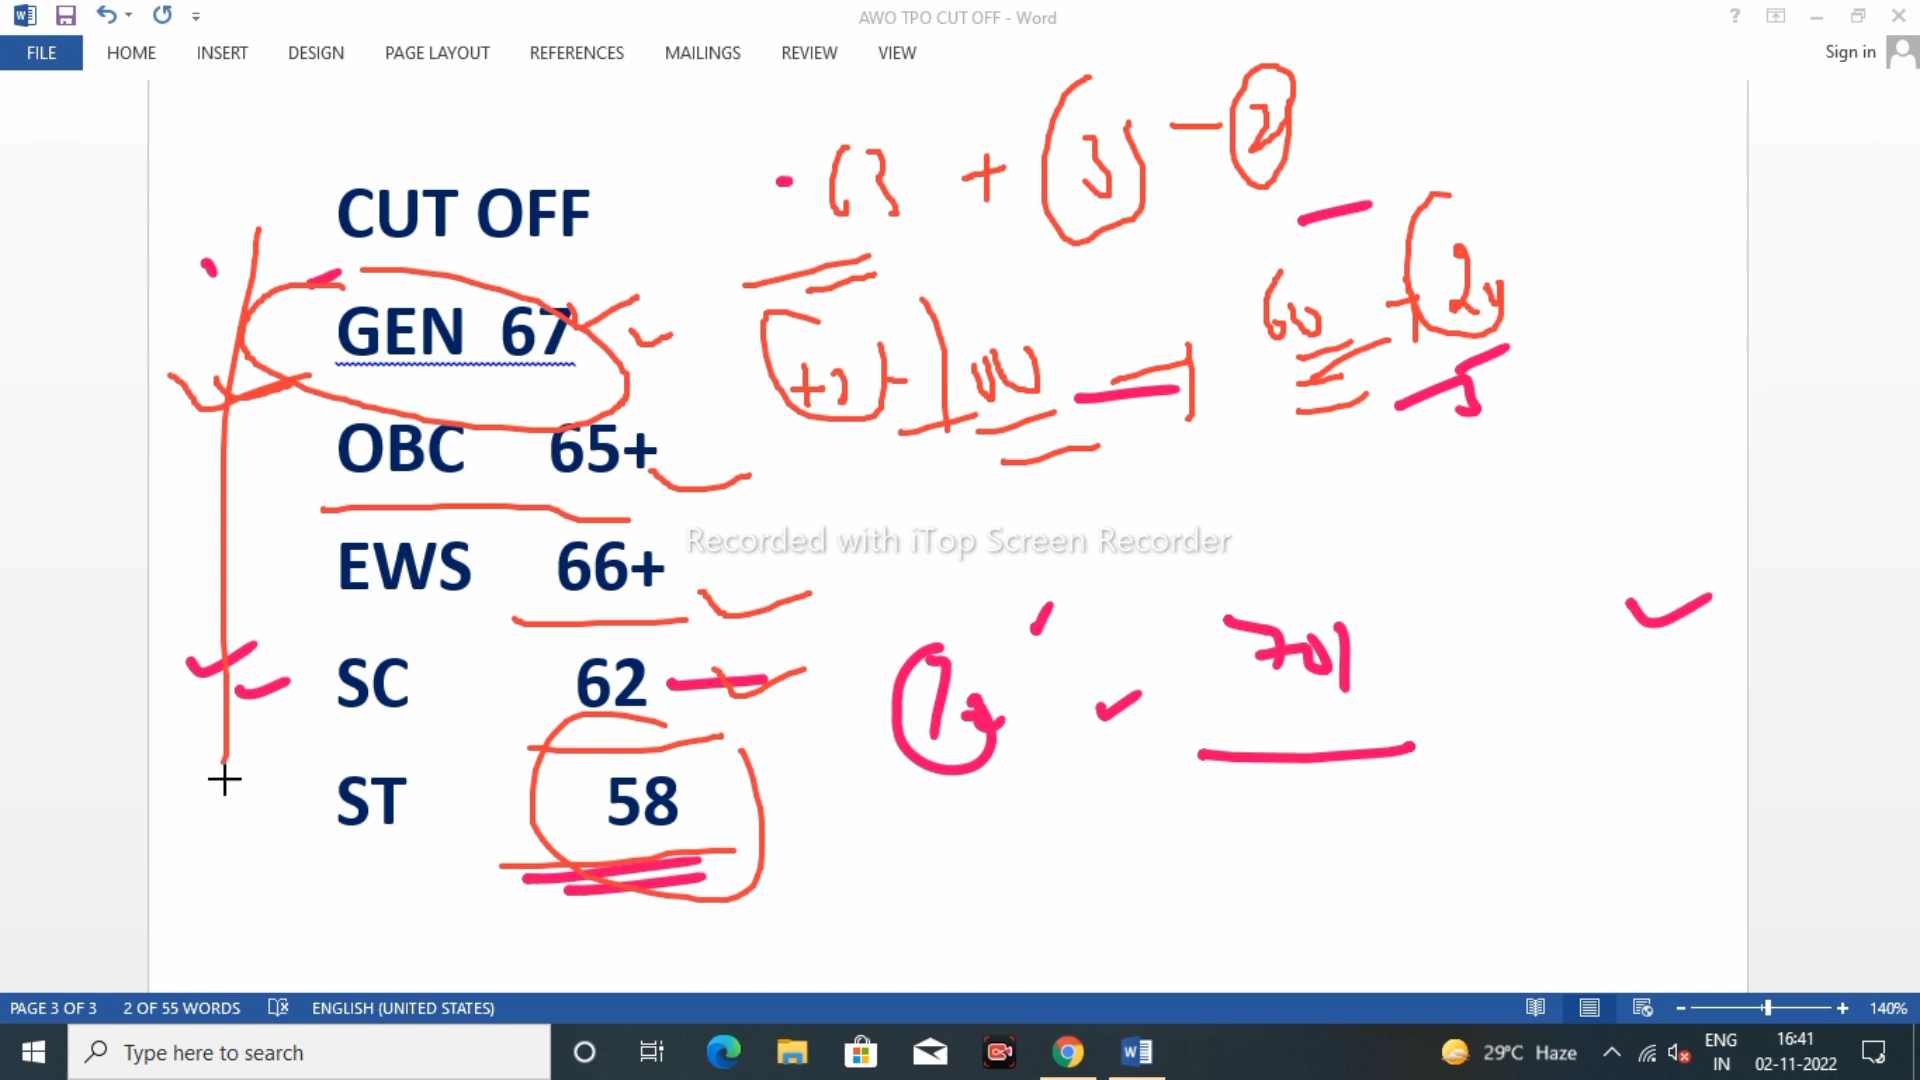 AWO TPO CUT OFF - Word
FILE HOME INSERT DESIGN PAGE LAYOUT REFERENCES MAILINGS REVIEW VIEW Sign in
63 + 3 - 2
CUT OFF
GEN 67
OBC 65+
EWS 66+
SC 62
ST 58
Recorded with iTop Screen Recorder
PAGE 3 OF 3 2 OF 55 WORDS ENGLISH (UNITED STATES) 140%
Type here to search
29°C Haze
ENG
IN
16:41
02-11-2022